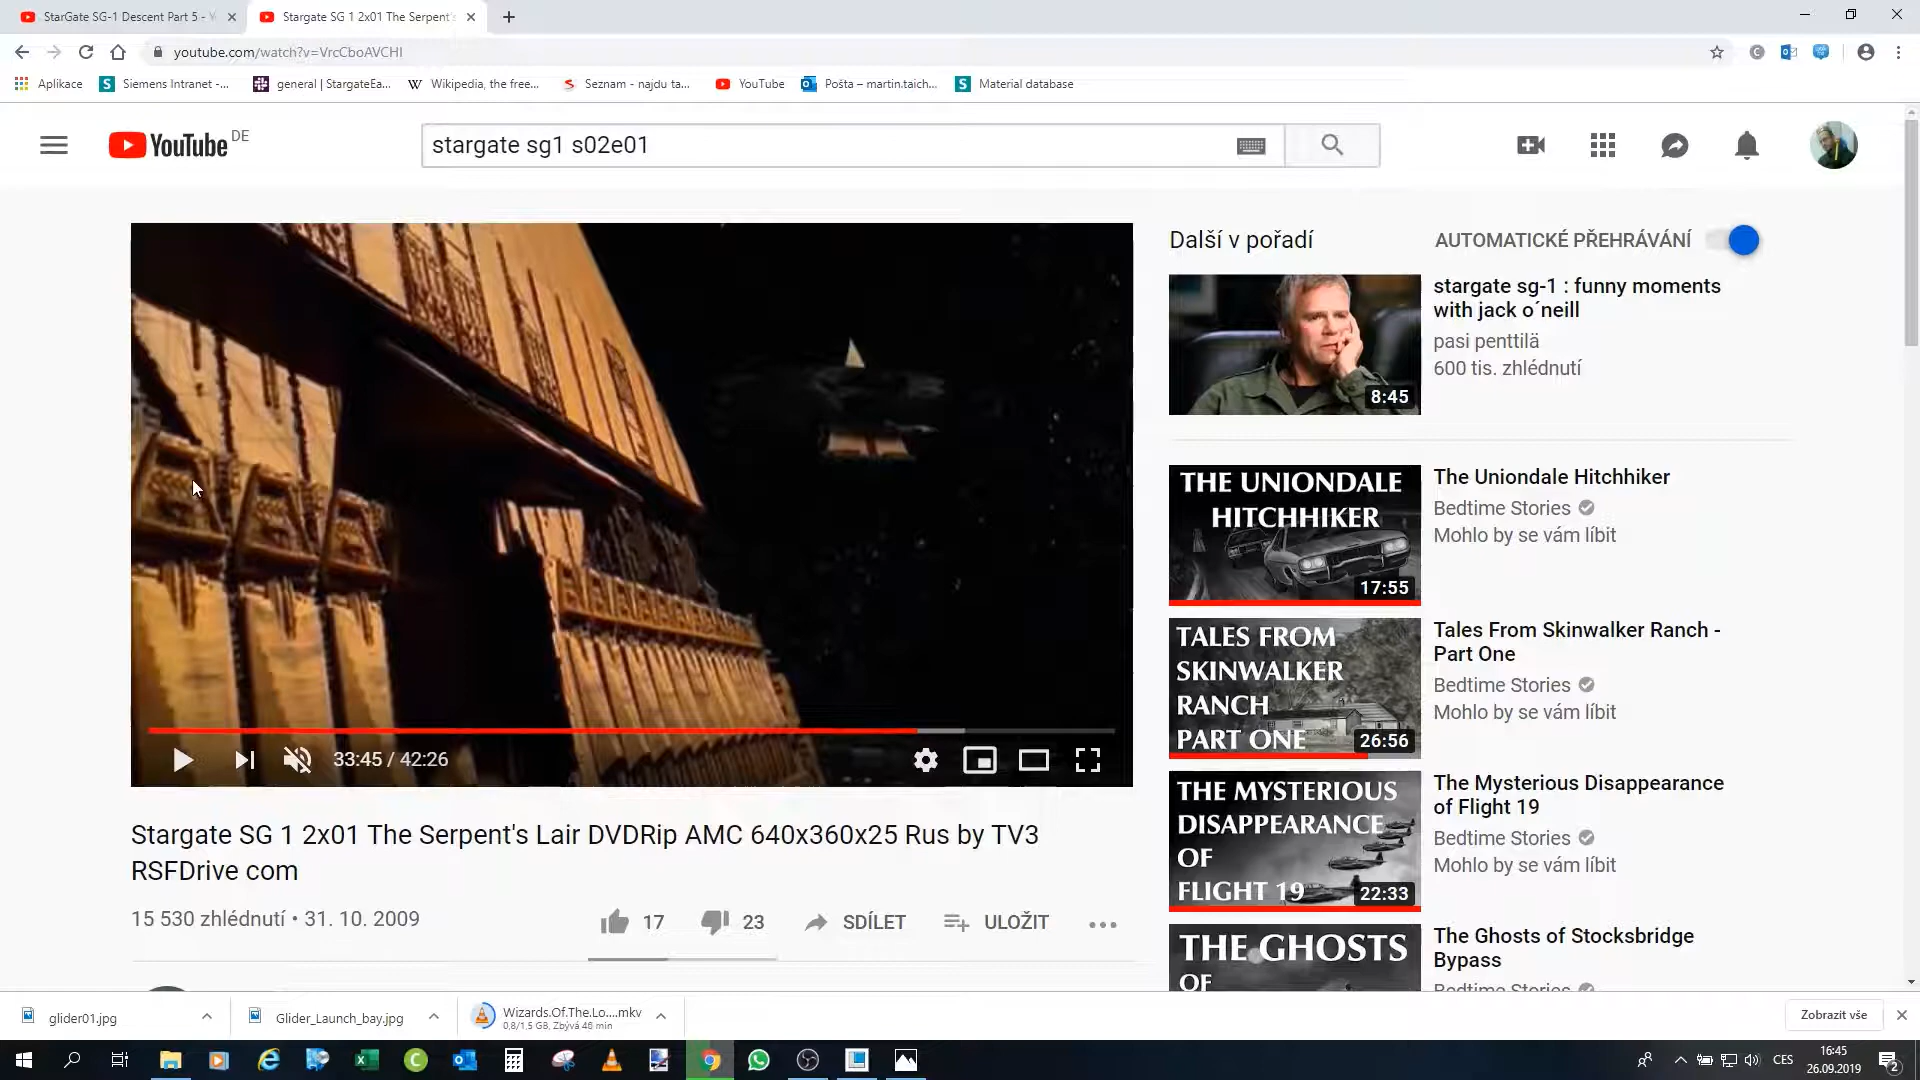 StarGate SG-1 Descent Part 5 -
Stargate SG 1 2x01 The Serpent's
youtube.com/watch?v=VrcCboAVCHI
Aplikace
Siemens Intranet -...
general | StargateEa...
Wikipedia, the free...
Seznam - najdu ta...
YouTube
Pošta – martin.taich...
Material database
YouTube DE
stargate sg1 s02e01
Další v pořadí
AUTOMATICKÉ PŘEHRÁVÁNÍ
8:45
stargate sg-1 : funny moments
with jack o´neill
pasi penttilä
600 tis. zhlédnutí
THE UNIONDALE
HITCHHIKER
17:55
The Uniondale Hitchhiker
Bedtime Stories
Mohlo by se vám líbit
TALES FROM
SKINWALKER
RANCH
PART ONE
26:56
Tales From Skinwalker Ranch -
Part One
Bedtime Stories
Mohlo by se vám líbit
THE MYSTERIOUS
DISAPPEARANCE
OF
FLIGHT 19
22:33
The Mysterious Disappearance
of Flight 19
Bedtime Stories
Mohlo by se vám líbit
THE GHOSTS
OF
The Ghosts of Stocksbridge
Bypass
Bedtime Stories
33:45 / 42:26
Stargate SG 1 2x01 The Serpent's Lair DVDRip AMC 640x360x25 Rus by TV3
RSFDrive com
15 530 zhlédnutí • 31. 10. 2009
17
23
SDÍLET
ULOŽIT
glider01.jpg
Glider_Launch_bay.jpg
Wizards.Of.The.Lo....mkv
0,8/1,5 GB, Zbývá 46 min
Zobrazit vše
CES
16:45
26.09.2019
2